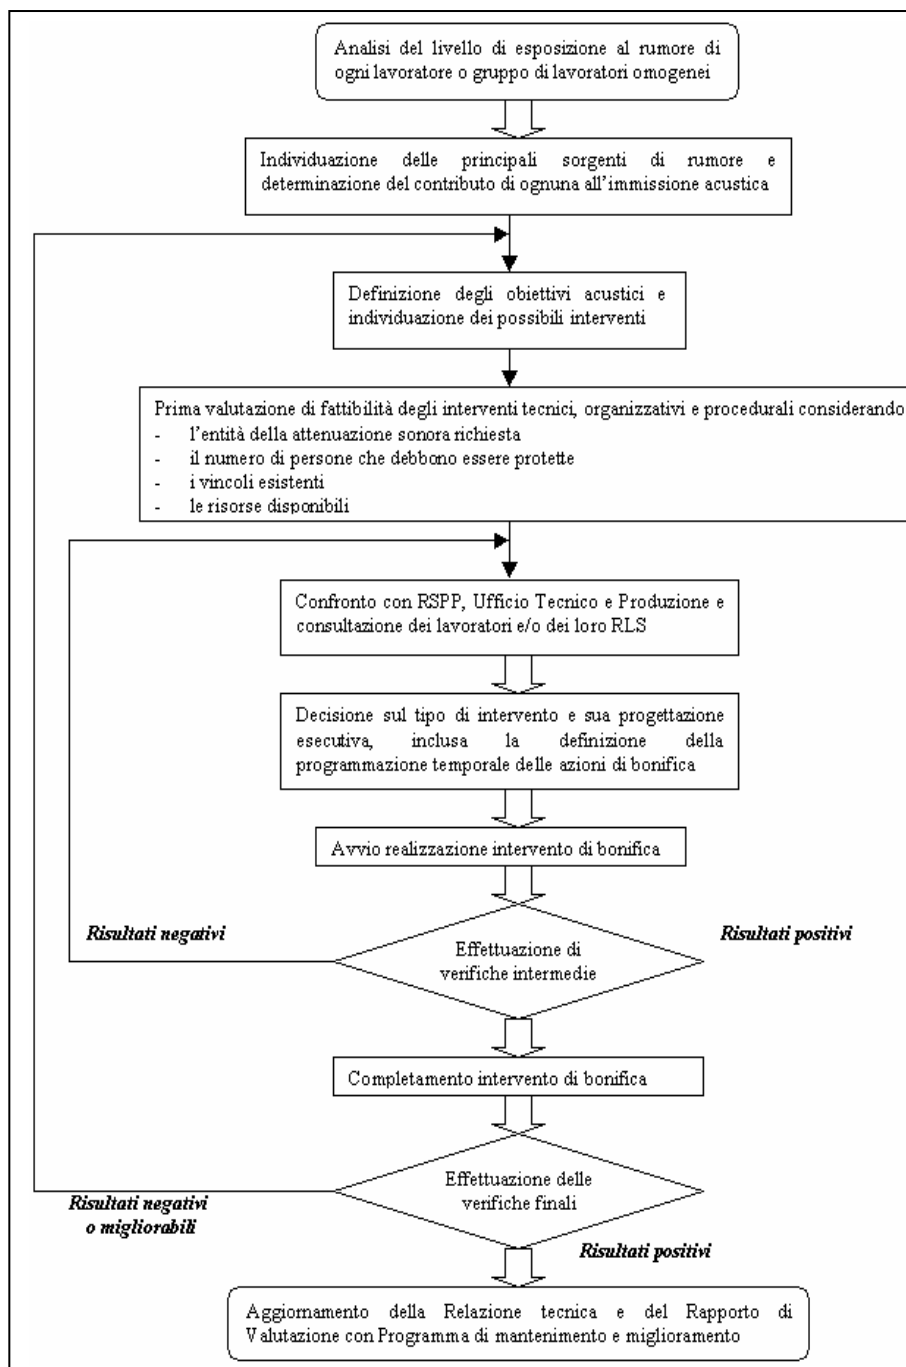 Analisi del livello di esposizione al rumore di
ogni lavoratore o gruppo di lavoratori omogenei
Individuazione delle principali sorgenti di rumore e
determinazione del contributo di ognuna all'immissione acustica
Definizione degli obiettivi acustici e
individuazione dei possibili interventi
Prima valutazione di fattibilità degli interventi tecnici, organizzativi e procedurali considerando
- l'entità della attenuazione sonora richiesta
- il numero di persone che debbono essere protette
- i vincoli esistenti
- le risorse disponibili
Confronto con RSPP, Ufficio Tecnico e Produzione e
consultazione dei lavoratori e/o dei loro RLS
Decisione sul tipo di intervento e sua progettazione
esecutiva, inclusa la definizione della
programmazione temporale delle azioni di bonifica
Avvio realizzazione intervento di bonifica
Risultati negativi
Risultati positivi
Effettuazione di
verifiche intermedie
Completamento intervento di bonifica
Effettuazione delle
verifiche finali
Risultati negativi
o migliorabili
Risultati positivi
Aggiornamento della Relazione tecnica e del Rapporto di
Valutazione con Programma di mantenimento e miglioramento